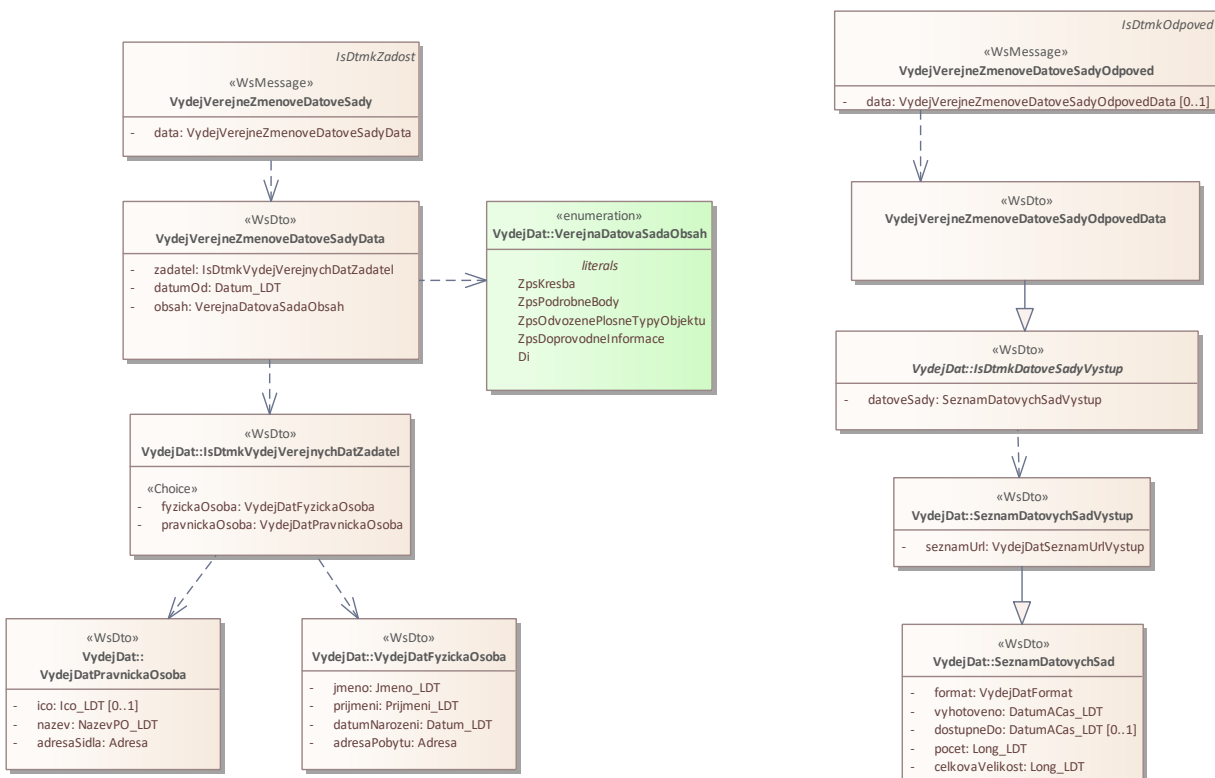 IsDtmkZadost
«WsMessage»
VydejVerejneZmenoveDatoveSady
- data: VydejVerejneZmenoveDatoveSadyData
«WsDto»
VydejVerejneZmenoveDatoveSadyData
- zadatel: IsDtmkVydejVerejnychDatZadatel
- datumOd: Datum_LDT
- obsah: VerejnaDatovaSadaObsah
«enumeration»
VydejDat::VerejnaDatovaSadaObsah
literals
ZpsKresba
ZpsPodrobneBody
ZpsOdvozenePlosneTypyObjektu
ZpsDoprovodneInformace
Di
«WsDto»
VydejDat::IsDtmkVydejVerejnychDatZadatel
«Choice»
- fyzickaOsoba: VydejDatFyzickaOsoba
- pravnickaOsoba: VydejDatPravnickaOsoba
«WsDto»
VydejDat::
VydejDatPravnickaOsoba
- ico: Ico_LDT [0..1]
- nazev: NazevPO_LDT
- adresaSidla: Adresa
«WsDto»
VydejDat::VydejDatFyzickaOsoba
- jmeno: Jmeno_LDT
- prijmeni: Prijmeni_LDT
- datumNarozeni: Datum_LDT
- adresaPobytu: Adresa
IsDtmkOdpoved
«WsMessage»
VydejVerejneZmenoveDatoveSadyOdpoved
- data: VydejVerejneZmenoveDatoveSadyOdpovedData [0..1]
«WsDto»
VydejVerejneZmenoveDatoveSadyOdpovedData
«WsDto»
VydejDat::IsDtmkDatoveSadyVystup
- datoveSady: SeznamDatovychSadVystup
«WsDto»
VydejDat::SeznamDatovychSadVystup
- seznamUrl: VydejDatSeznamUrlVystup
«WsDto»
VydejDat::SeznamDatovychSad
- format: VydejDatFormat
- vyhotoveno: DatumACas_LDT
- dostupneDo: DatumACas_LDT [0..1]
- pocet: Long_LDT
- celkovaVelikost: Long_LDT